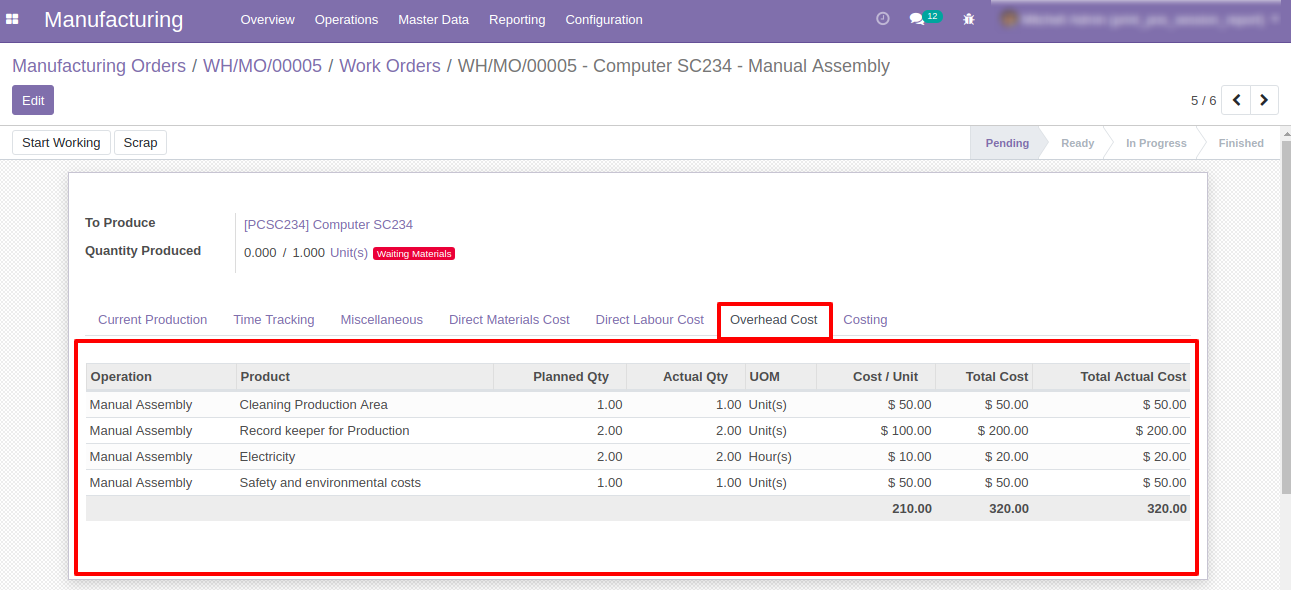 Manufacturing Overview Operations Master Data Reporting Configuration 12
Manufacturing Orders / WH/MO/00005 / Work Orders / WH/MO/00005 - Computer SC234 - Manual Assembly
Edit 5 / 6
Start Working Scrap Pending Ready In Progress Finished
To Produce [PCSC234] Computer SC234
Quantity Produced 0.000 / 1.000 Unit(s) Waiting Materials
Current Production Time Tracking Miscellaneous Direct Materials Cost Direct Labour Cost Overhead Cost Costing
Operation Product Planned Qty Actual Qty UOM Cost / Unit Total Cost Total Actual Cost
Manual Assembly Cleaning Production Area 1.00 1.00 Unit(s) $ 50.00 $ 50.00 $ 50.00
Manual Assembly Record keeper for Production 2.00 2.00 Unit(s) $ 100.00 $ 200.00 $ 200.00
Manual Assembly Electricity 2.00 2.00 Hour(s) $ 10.00 $ 20.00 $ 20.00
Manual Assembly Safety and environmental costs 1.00 1.00 Unit(s) $ 50.00 $ 50.00 $ 50.00
210.00 320.00 320.00